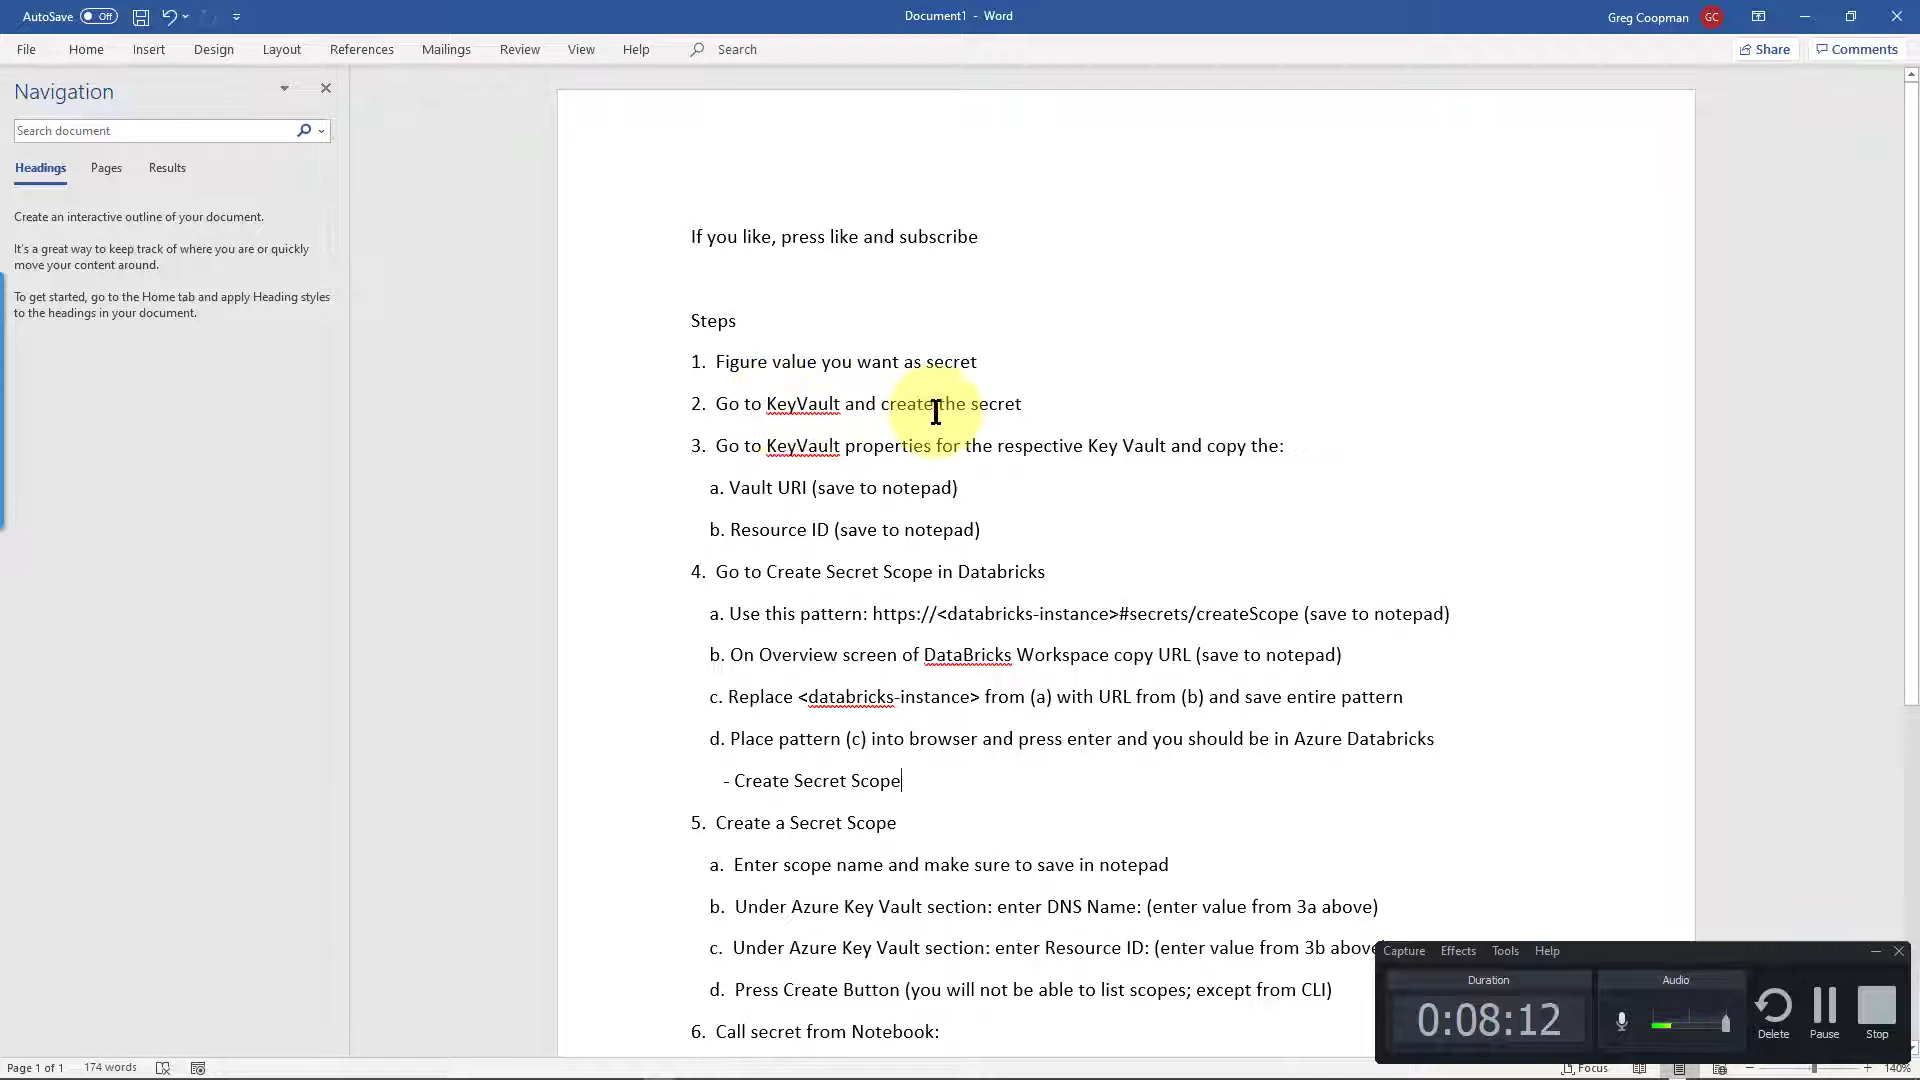 AutoSave Off
Document1 - Word
Greg Coopman GC
File Home Insert Design Layout References Mailings Review View Help Search
Share Comments
Navigation
Search document
Headings Pages Results
Create an interactive outline of your document.
It's a great way to keep track of where you are or quickly
move your content around.
To get started, go to the Home tab and apply Heading styles
to the headings in your document.
If you like, press like and subscribe
Steps
1. Figure value you want as secret
2. Go to KeyVault and create the secret
3. Go to KeyVault properties for the respective Key Vault and copy the:
a. Vault URI (save to notepad)
b. Resource ID (save to notepad)
4. Go to Create Secret Scope in Databricks
a. Use this pattern: https://<databricks-instance>#secrets/createScope (save to notepad)
b. On Overview screen of DataBricks Workspace copy URL (save to notepad)
c. Replace <databricks-instance> from (a) with URL from (b) and save entire pattern
d. Place pattern (c) into browser and press enter and you should be in Azure Databricks
- Create Secret Scope
5. Create a Secret Scope
a. Enter scope name and make sure to save in notepad
b. Under Azure Key Vault section: enter DNS Name: (enter value from 3a above)
c. Under Azure Key Vault section: enter Resource ID: (enter value from 3b above
d. Press Create Button (you will not be able to list scopes; except from CLI)
6. Call secret from Notebook:
Capture Effects Tools Help
Duration Audio
0:08:12
Delete Pause Stop
Page 1 of 1 174 words
Focus 140%